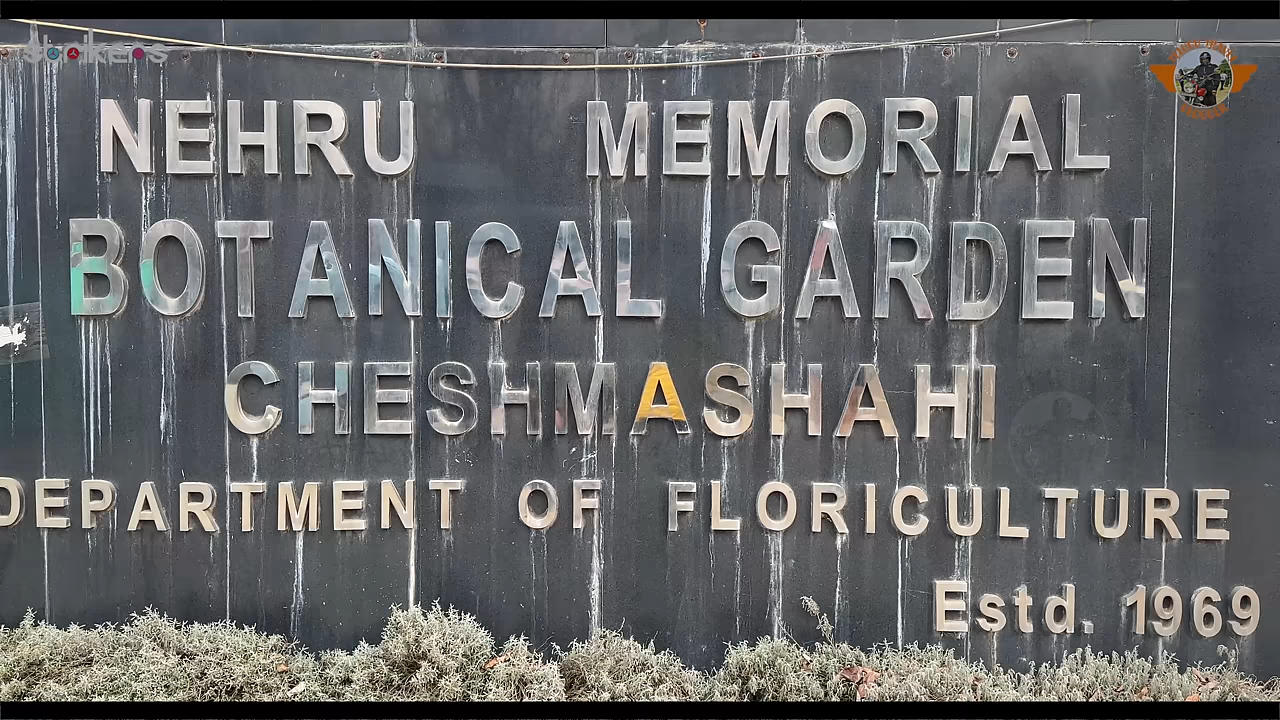 NEHRU MEMORIAL
BOTANICAL GARDEN
CHESHMASHAHI
DEPARTMENT OF FLORICULTURE
Estd. 1969